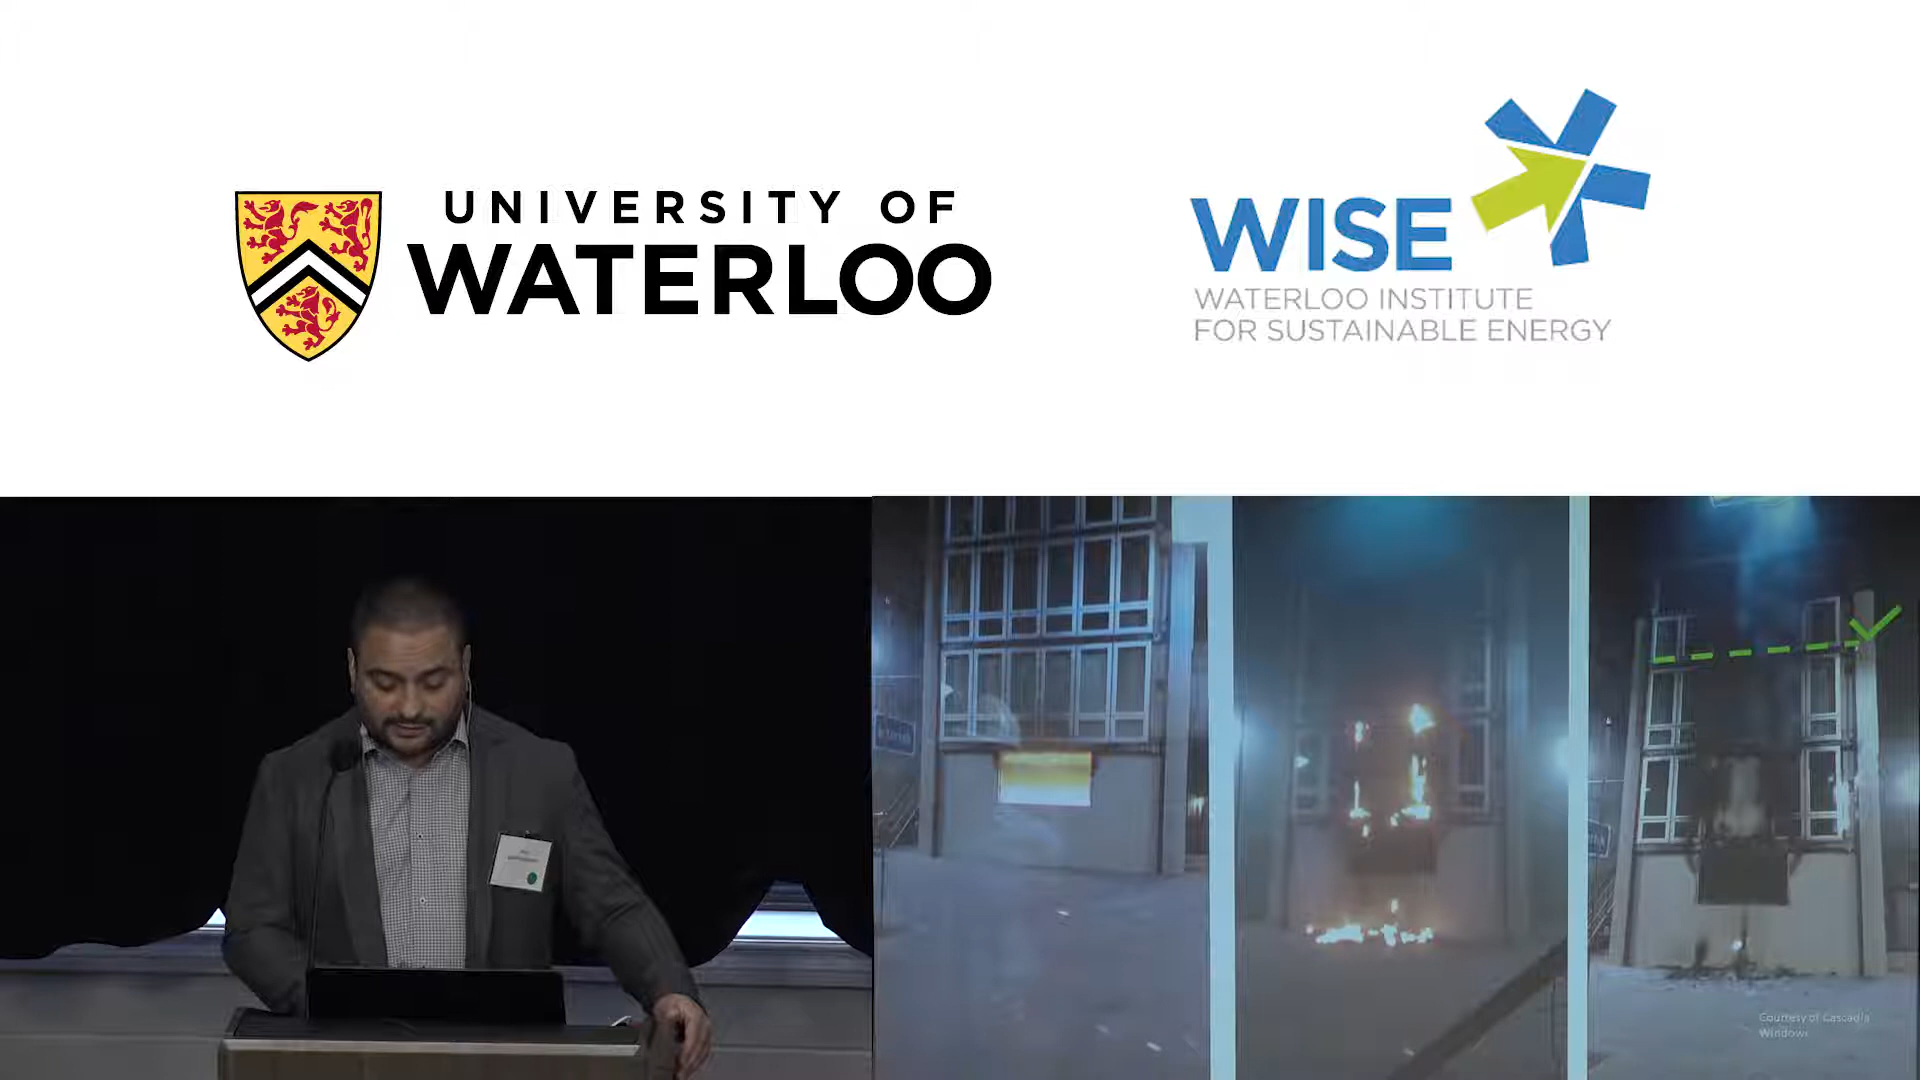 UNIVERSITY OF
WATERLOO
WISE
WATERLOO INSTITUTE
FOR SUSTAINABLE ENERGY
Courtesy of Cascadia
Windows